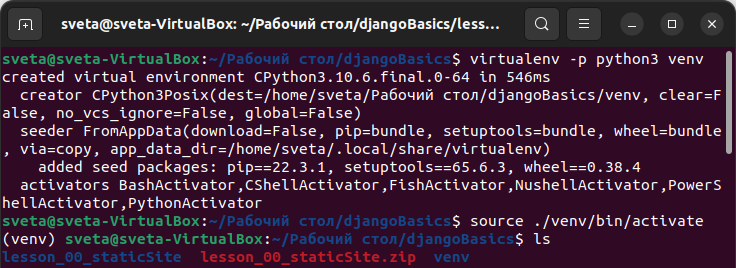 sveta@sveta-VirtualBox: ~/Рабочий стол/djangoBasics/less...
sveta@sveta-VirtualBox:~/Рабочий стол/djangoBasics$ virtualenv -p python3 venv
created virtual environment CPython3.10.6.final.0-64 in 546ms
  creator CPython3Posix(dest=/home/sveta/Рабочий стол/djangoBasics/venv, clear=F
alse, no_vcs_ignore=False, global=False)
  seeder FromAppData(download=False, pip=bundle, setuptools=bundle, wheel=bundle
, via=copy, app_data_dir=/home/sveta/.local/share/virtualenv)
    added seed packages: pip==22.3.1, setuptools==65.6.3, wheel==0.38.4
  activators BashActivator,CShellActivator,FishActivator,NushellActivator,PowerS
hellActivator,PythonActivator
sveta@sveta-VirtualBox:~/Рабочий стол/djangoBasics$ source ./venv/bin/activate
(venv) sveta@sveta-VirtualBox:~/Рабочий стол/djangoBasics$ ls
lesson_00_staticSite  lesson_00_staticSite.zip  venv